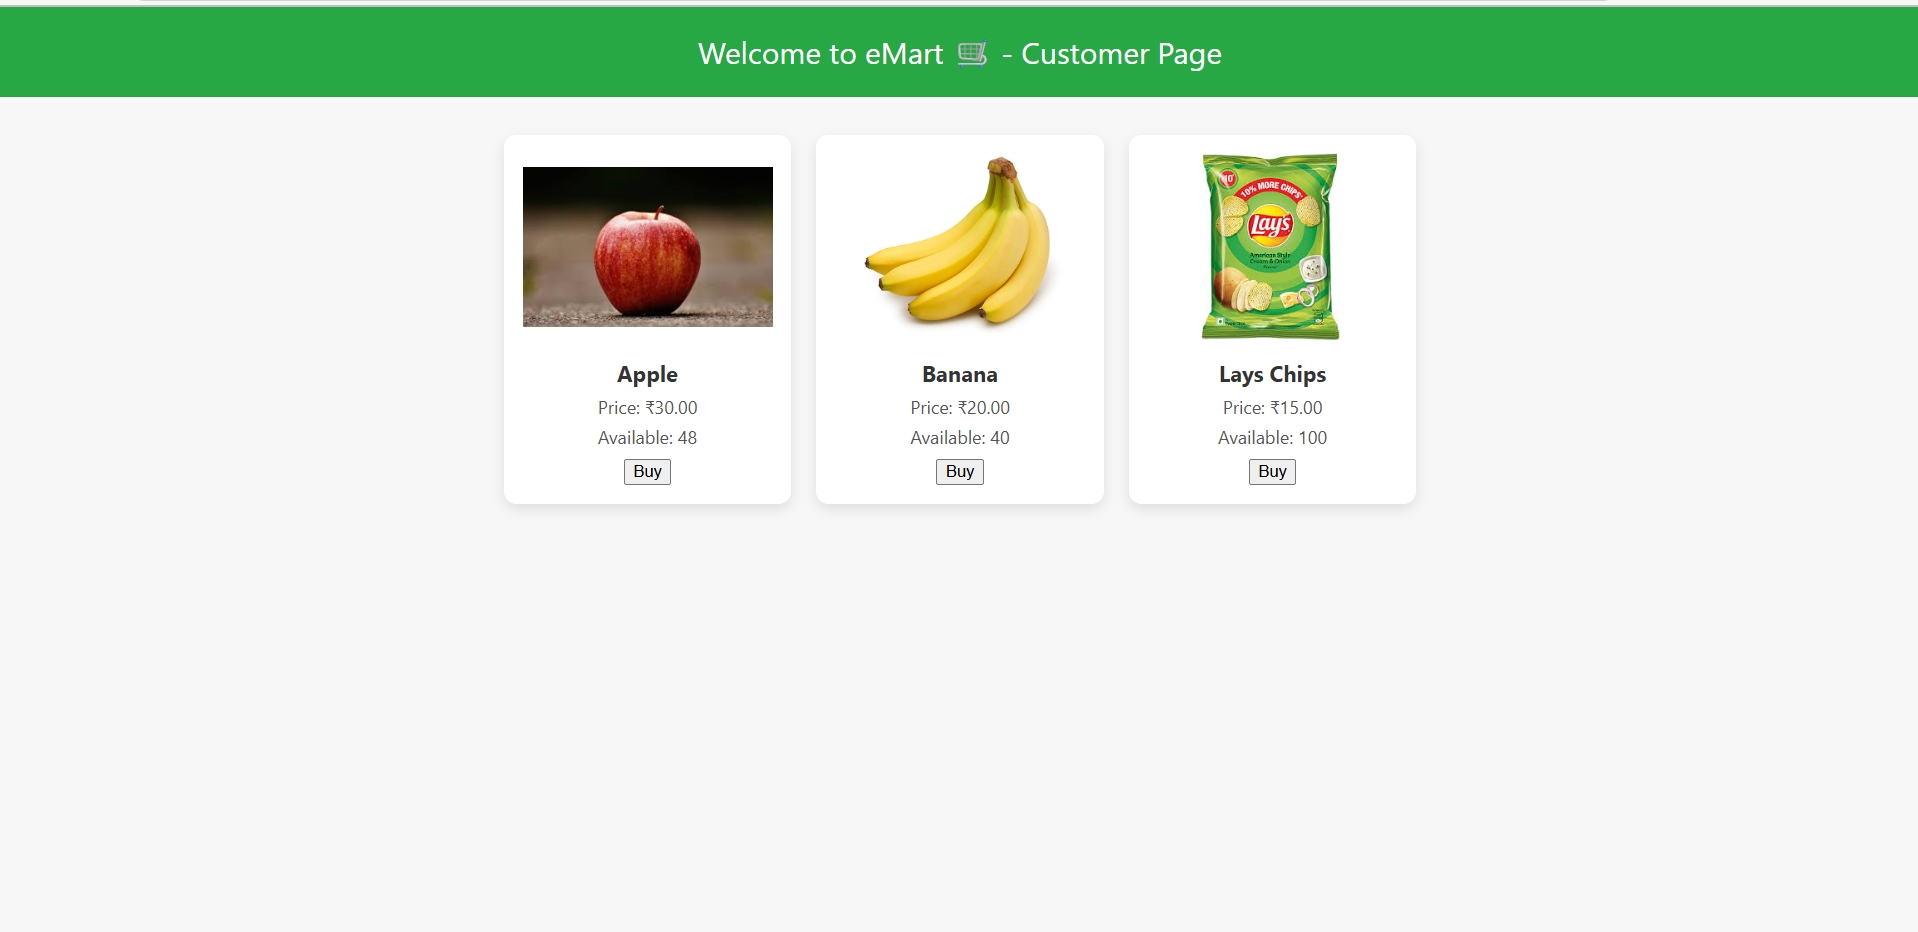 Welcome to eMart 🛒 - Customer Page
10% MORE CHIPS
Lay's
American Style
Cream & Onion
Apple
Price: ₹30.00
Available: 48
Buy
Banana
Price: ₹20.00
Available: 40
Buy
Lays Chips
Price: ₹15.00
Available: 100
Buy